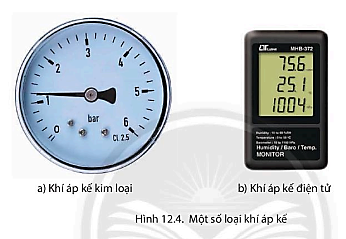 0
1
2
3
4
5
6
bar
CL 2.5
Lutron
MHB-372
75.6
25.1
1004
Humidity / Baro / Temp.
MONITOR
a) Khí áp kế kim loại
b) Khí áp kế điện tử
Hình 12.4. Một số loại khí áp kế